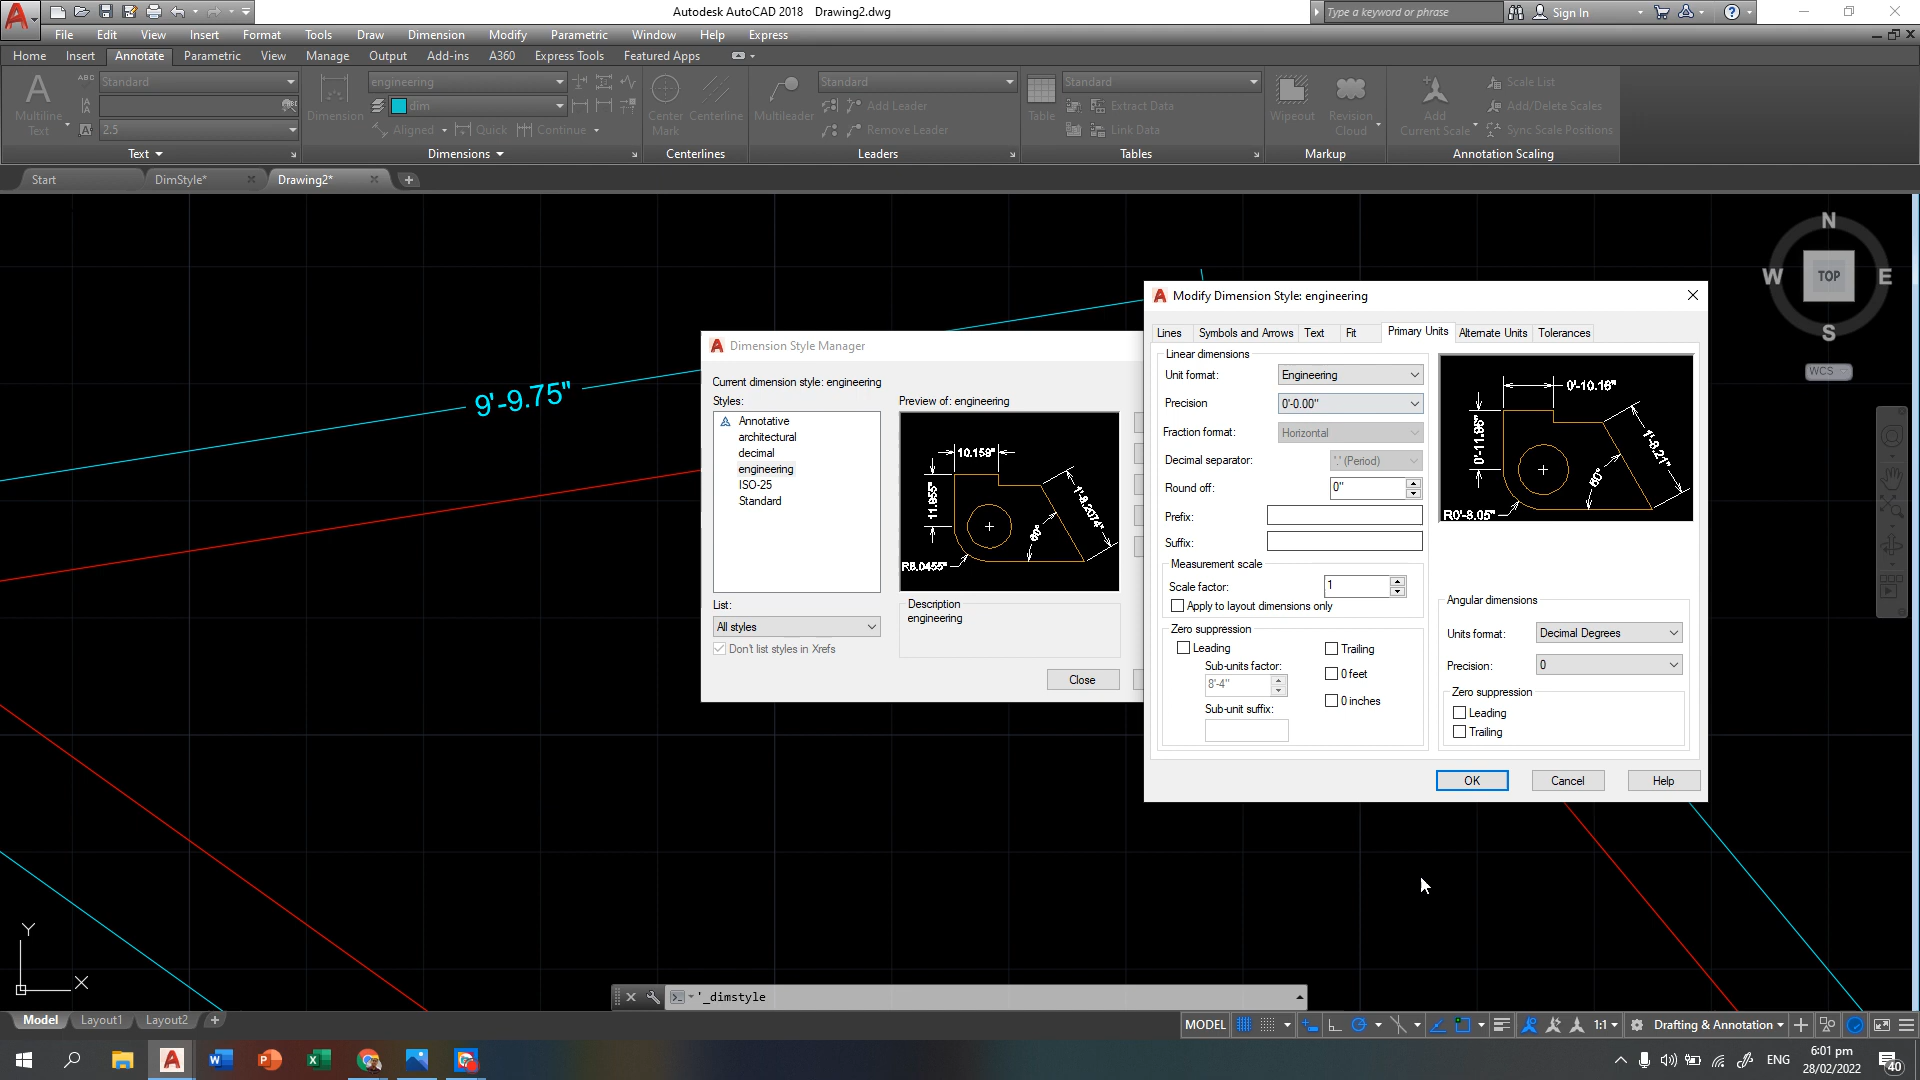 Autodesk AutoCAD 2018 Drawing2.dwg
Type a keyword or phrase
Sign In
File Edit View Insert Format Tools Draw Dimension Modify Parametric Window Help Express
Home Insert Annotate Parametric View Manage Output Add-ins A360 Express Tools Featured Apps
A
Multiline
Text
ABC
Standard
2.5
Text
Dimension
engineering
dim
Aligned
Quick
Continue
Dimensions
Center
Mark
Centerline
Centerlines
Multileader
Standard
Add Leader
Remove Leader
Leaders
Table
Standard
Extract Data
Link Data
Tables
Wipeout
Revision
Cloud
Markup
Add
Current Scale
Scale List
Add/Delete Scales
Sync Scale Positions
Annotation Scaling
Start
DimStyle*
Drawing2*
9'-9.75"
N
W
TOP
E
S
WCS
Dimension Style Manager
Current dimension style: engineering
Styles:
Annotative
architectural
decimal
engineering
ISO-25
Standard
Preview of: engineering
10.159"
11.955"
1'-8.2074"
60°
R8.0455"
List:
All styles
Don't list styles in Xrefs
Description
engineering
Close
Modify Dimension Style: engineering
Lines
Symbols and Arrows
Text
Fit
Primary Units
Alternate Units
Tolerances
Linear dimensions
Unit format:
Engineering
Precision
0'-0.00"
Fraction format:
Horizontal
Decimal separator:
'.' (Period)
Round off:
0"
Prefix:
Suffix:
Measurement scale
Scale factor:
1
Apply to layout dimensions only
Zero suppression
Leading
Sub-units factor:
8'-4"
Sub-unit suffix:
Trailing
0 feet
0 inches
0'-10.16"
0'-11.96"
1'-8.21"
60°
R0'-8.05"
Angular dimensions
Units format:
Decimal Degrees
Precision:
0
Zero suppression
Leading
Trailing
OK
Cancel
Help
Y
X
'_dimstyle
Model
Layout1
Layout2
MODEL
1:1
Drafting & Annotation
ENG
6:01 pm
28/02/2022
40